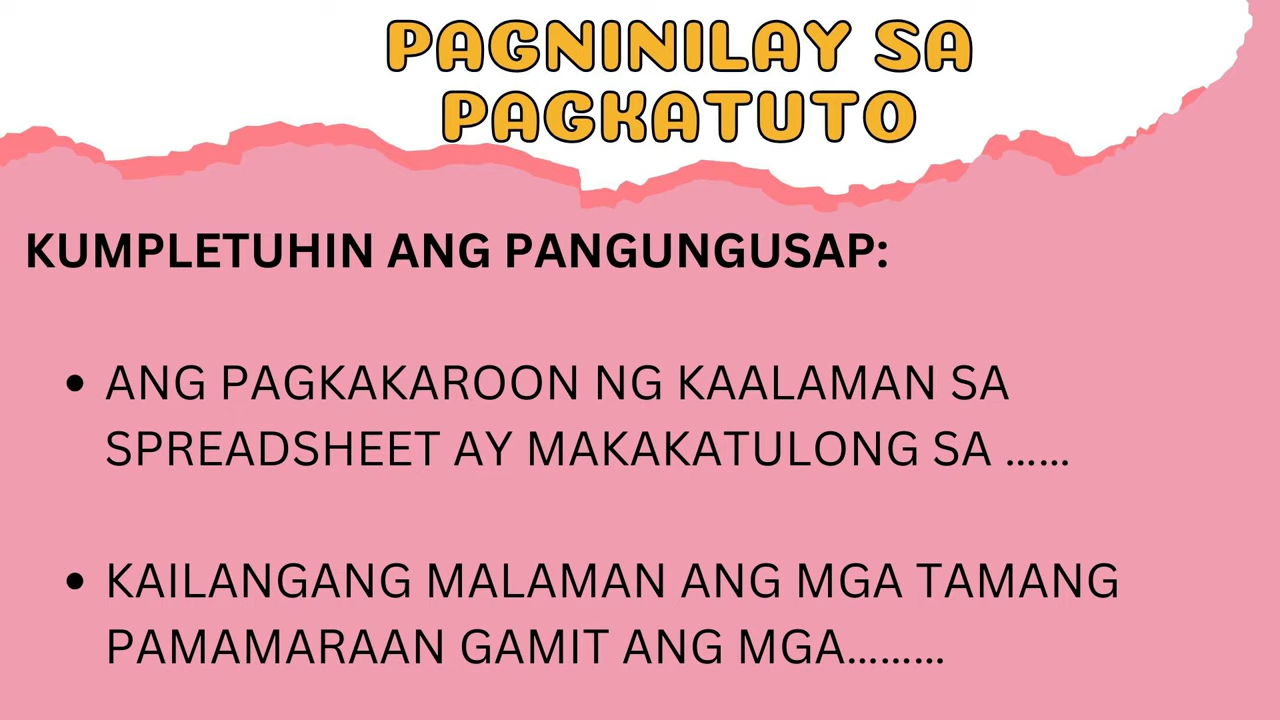 PAGNINILAY SA
PAGKATUTO
KUMPLETUHIN ANG PANGUNGUSAP:
• ANG PAGKAKAROON NG KAALAMAN SA
SPREADSHEET AY MAKAKATULONG SA ......
• KAILANGANG MALAMAN ANG MGA TAMANG
PAMAMARAAN GAMIT ANG MGA.........